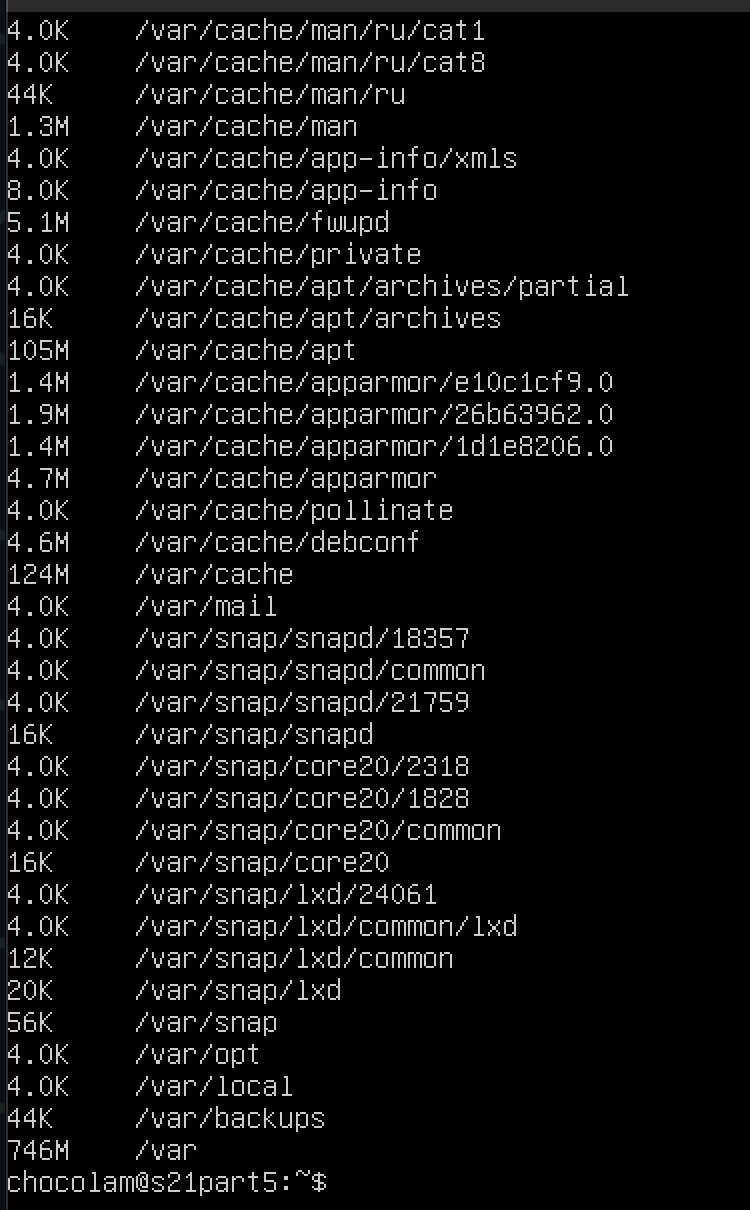 4.0K /var/cache/man/ru/cat1
4.0K /var/cache/man/ru/cat8
44K /var/cache/man/ru
1.3M /var/cache/man
4.0K /var/cache/app-info/xmls
8.0K /var/cache/app-info
5.1M /var/cache/fwupd
4.0K /var/cache/private
4.0K /var/cache/apt/archives/partial
16K /var/cache/apt/archives
105M /var/cache/apt
1.4M /var/cache/apparmor/e10c1cf9.0
1.9M /var/cache/apparmor/26b63962.0
1.4M /var/cache/apparmor/1d1e8206.0
4.7M /var/cache/apparmor
4.0K /var/cache/pollinate
4.6M /var/cache/debconf
124M /var/cache
4.0K /var/mail
4.0K /var/snap/snapd/18357
4.0K /var/snap/snapd/common
4.0K /var/snap/snapd/21759
16K /var/snap/snapd
4.0K /var/snap/core20/2318
4.0K /var/snap/core20/1828
4.0K /var/snap/core20/common
16K /var/snap/core20
4.0K /var/snap/lxd/24061
4.0K /var/snap/lxd/common/lxd
12K /var/snap/lxd/common
20K /var/snap/lxd
56K /var/snap
4.0K /var/opt
4.0K /var/local
44K /var/backups
746M /var
chocolam@s21part5:~$